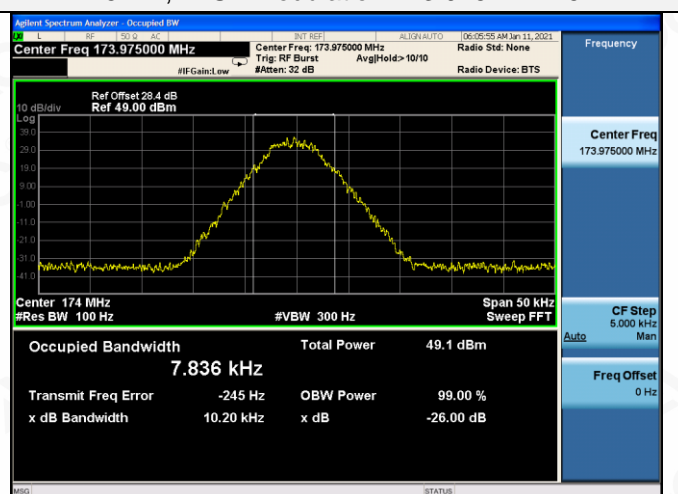 Agilent Spectrum Analyzer - Occupied BW
LXI L RF 50 Ω AC INT REF ALIGN AUTO 06:05:55 AM Jan 11, 2021
Center Freq 173.975000 MHz
Center Freq: 173.975000 MHz
Radio Std: None
Trig: RF Burst Avg|Hold:> 10/10
#IFGain:Low
#Atten: 32 dB
Radio Device: BTS
Frequency
Ref Offset 28.4 dB
10 dB/div Ref 49.00 dBm
Log
39.0
29.0
19.0
9.00
-1.00
-11.0
-21.0
-31.0
-41.0
Center 174 MHz Span 50 kHz
#Res BW 100 Hz #VBW 300 Hz Sweep FFT
Occupied Bandwidth Total Power 49.1 dBm
7.836 kHz
Transmit Freq Error -245 Hz OBW Power 99.00 %
x dB Bandwidth 10.20 kHz x dB -26.00 dB
Center Freq
173.975000 MHz
CF Step
5.000 kHz
Auto Man
Freq Offset
0 Hz
MSG STATUS